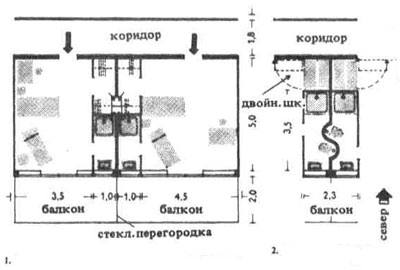 коридор
1,8
коридор
двойн. шк.
5,0
3,5
3,5
1,0
1,0
4,5
2,0
2,3
балкон
балкон
балкон
стекл. перегородка
север
1.
2.